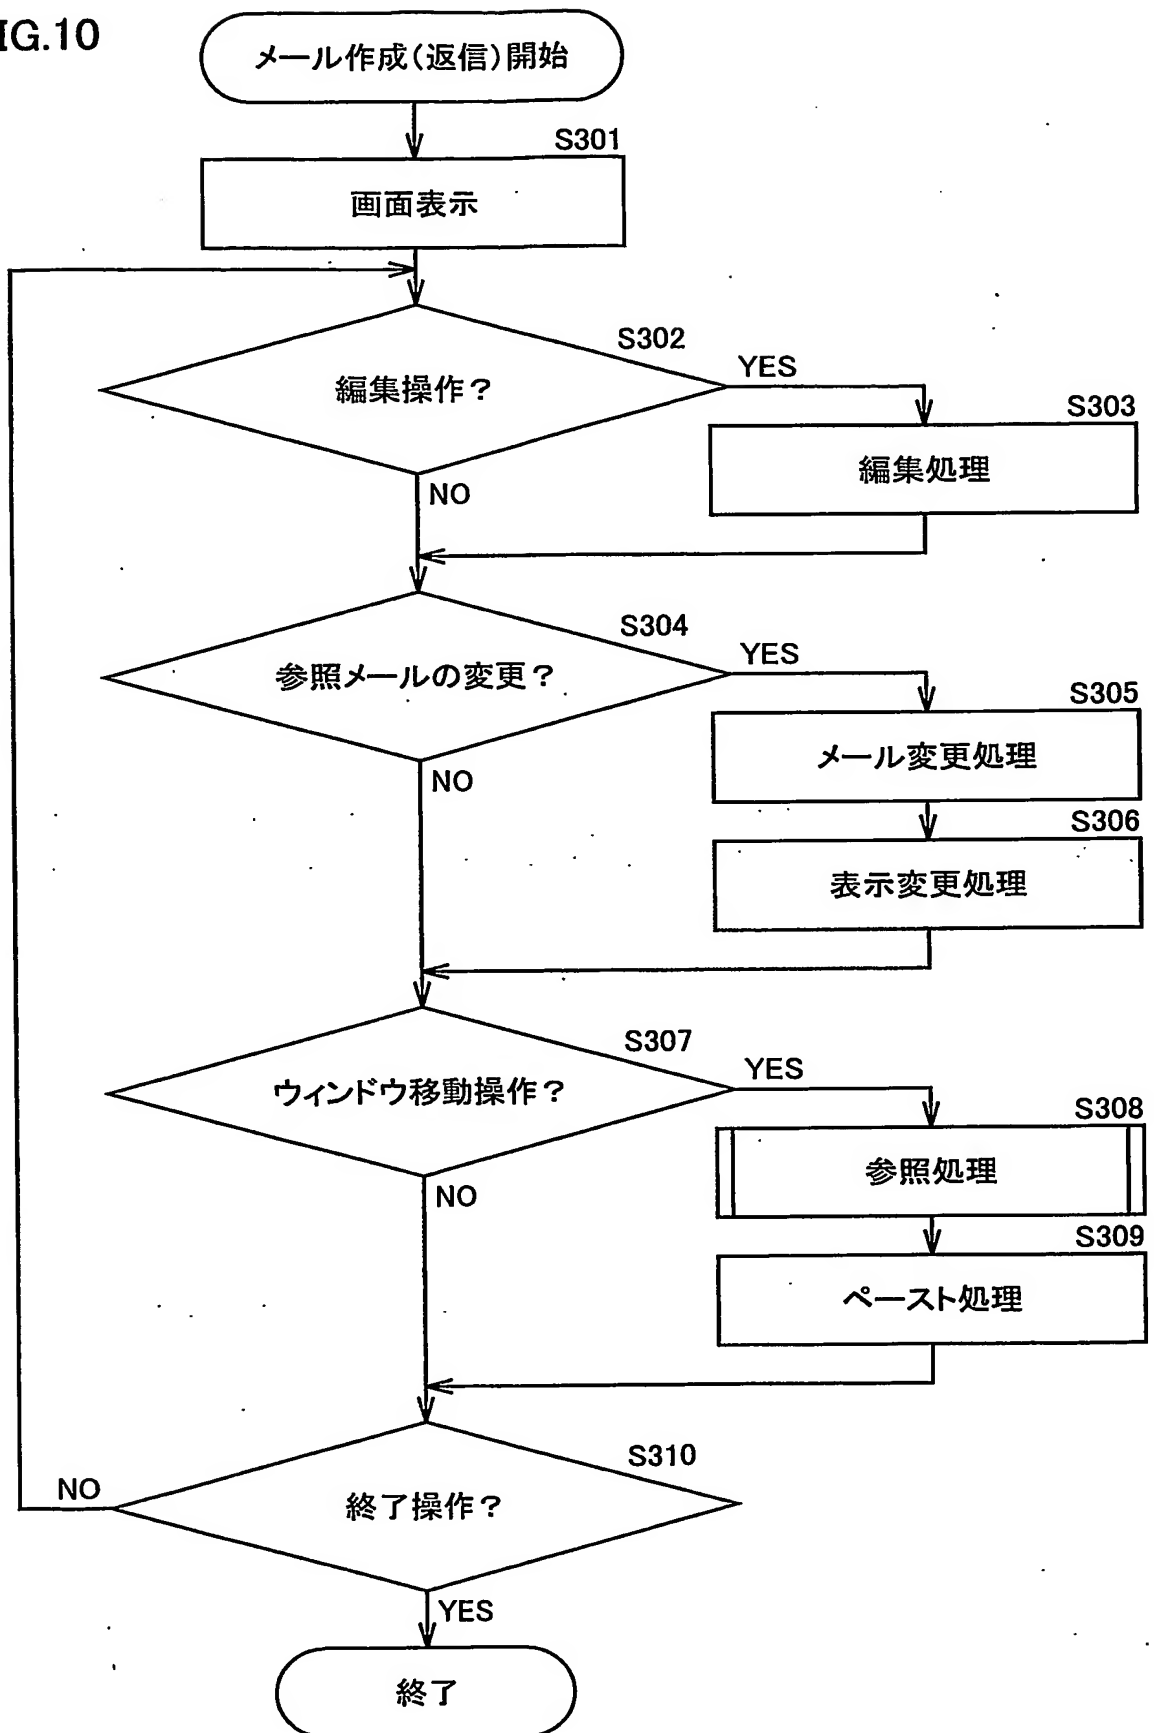 IG.10
メール作成(返信)開始
S301
画面表示
S302
編集操作?
YES
S303
編集処理
NO
S304
参照メールの変更?
YES
S305
メール変更処理
NO
S306
表示変更処理
S307
ウィンドウ移動操作?
YES
S308
参照処理
NO
S309
ペースト処理
S310
NO
終了操作?
YES
終了